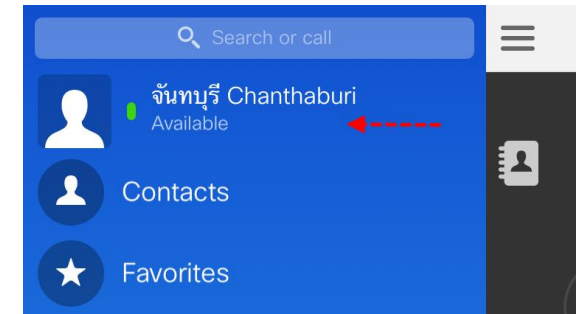 Search or call
จันทบุรี Chanthaburi
Available
Contacts
Favorites